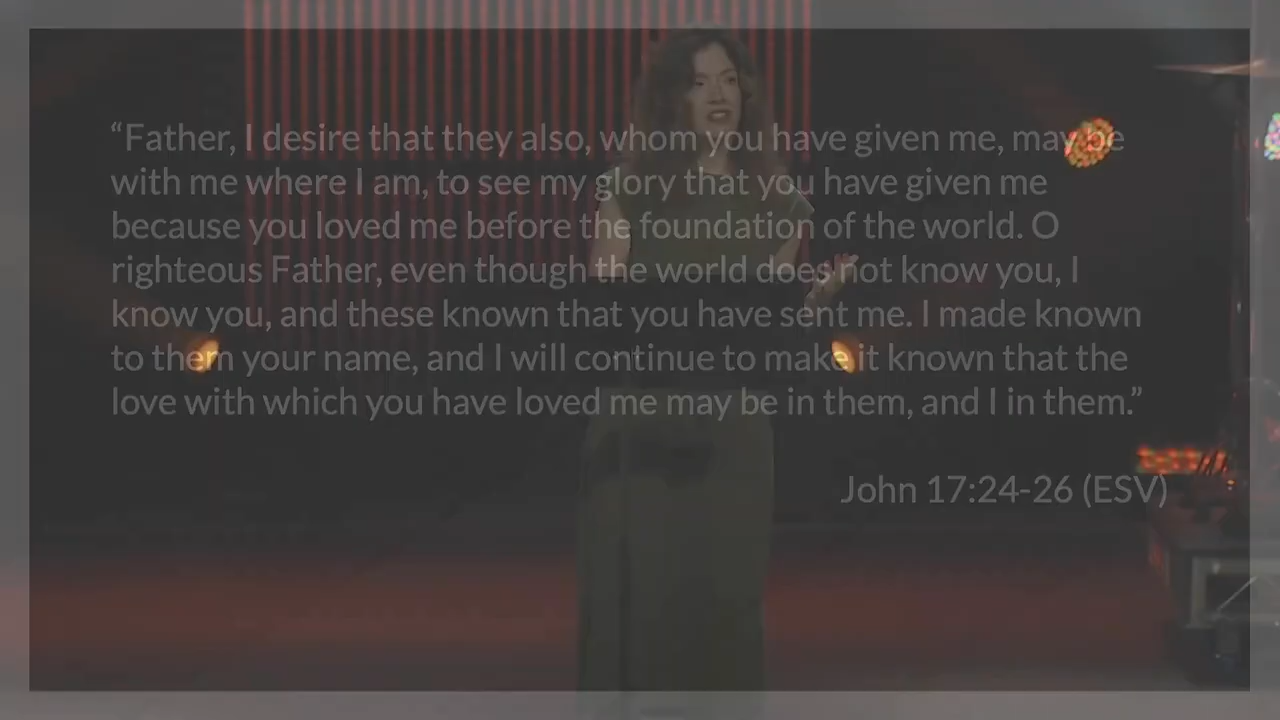 “Father, I desire that they also, whom you have given me, may be
with me where I am, to see my glory that you have given me
because you loved me before the foundation of the world. O
righteous Father, even though the world does not know you, I
know you, and these known that you have sent me. I made known
to them your name, and I will continue to make it known that the
love with which you have loved me may be in them, and I in them.”
John 17:24-26 (ESV)